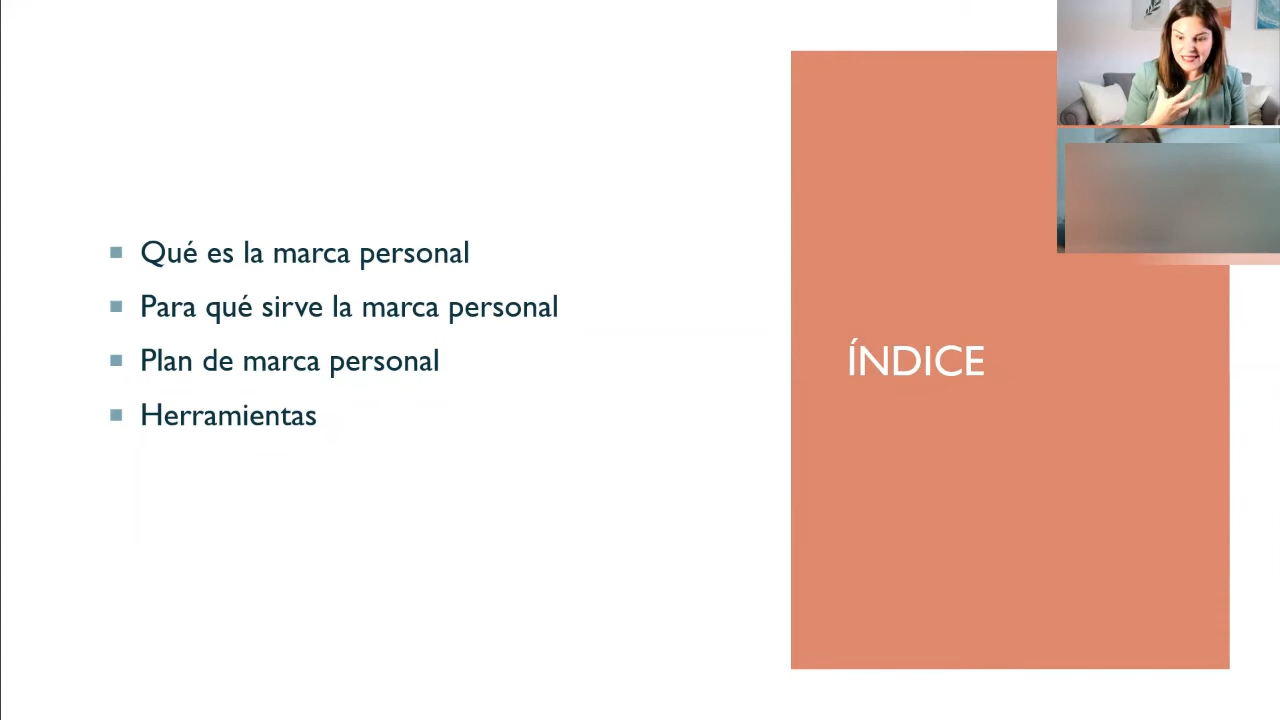 Qué es la marca personal
Para qué sirve la marca personal
Plan de marca personal
Herramientas
ÍNDICE